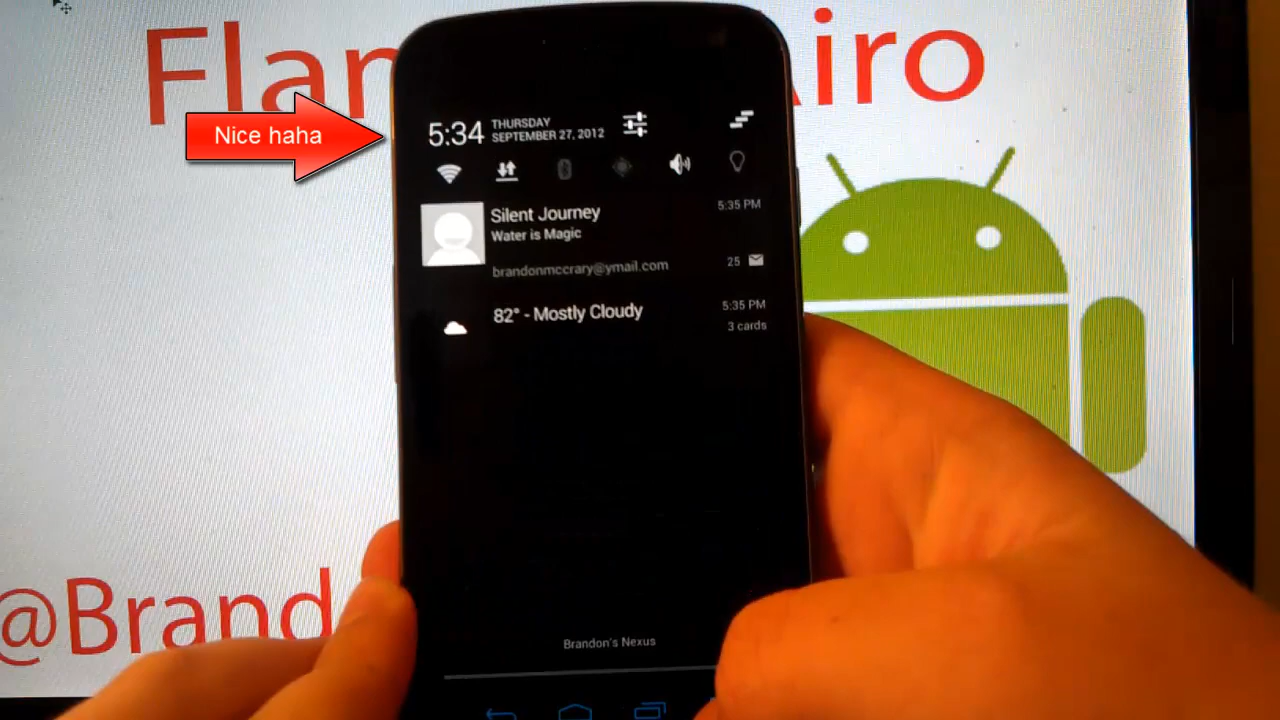 Flan
Airo
Nice haha
5:34
THURSDAY
SEPTEMBER 27, 2012
Silent Journey
5:35 PM
Water is Magic
brandonmccrary@ymail.com
25
82° - Mostly Cloudy
5:35 PM
3 cards
@Brand
Brandon's Nexus